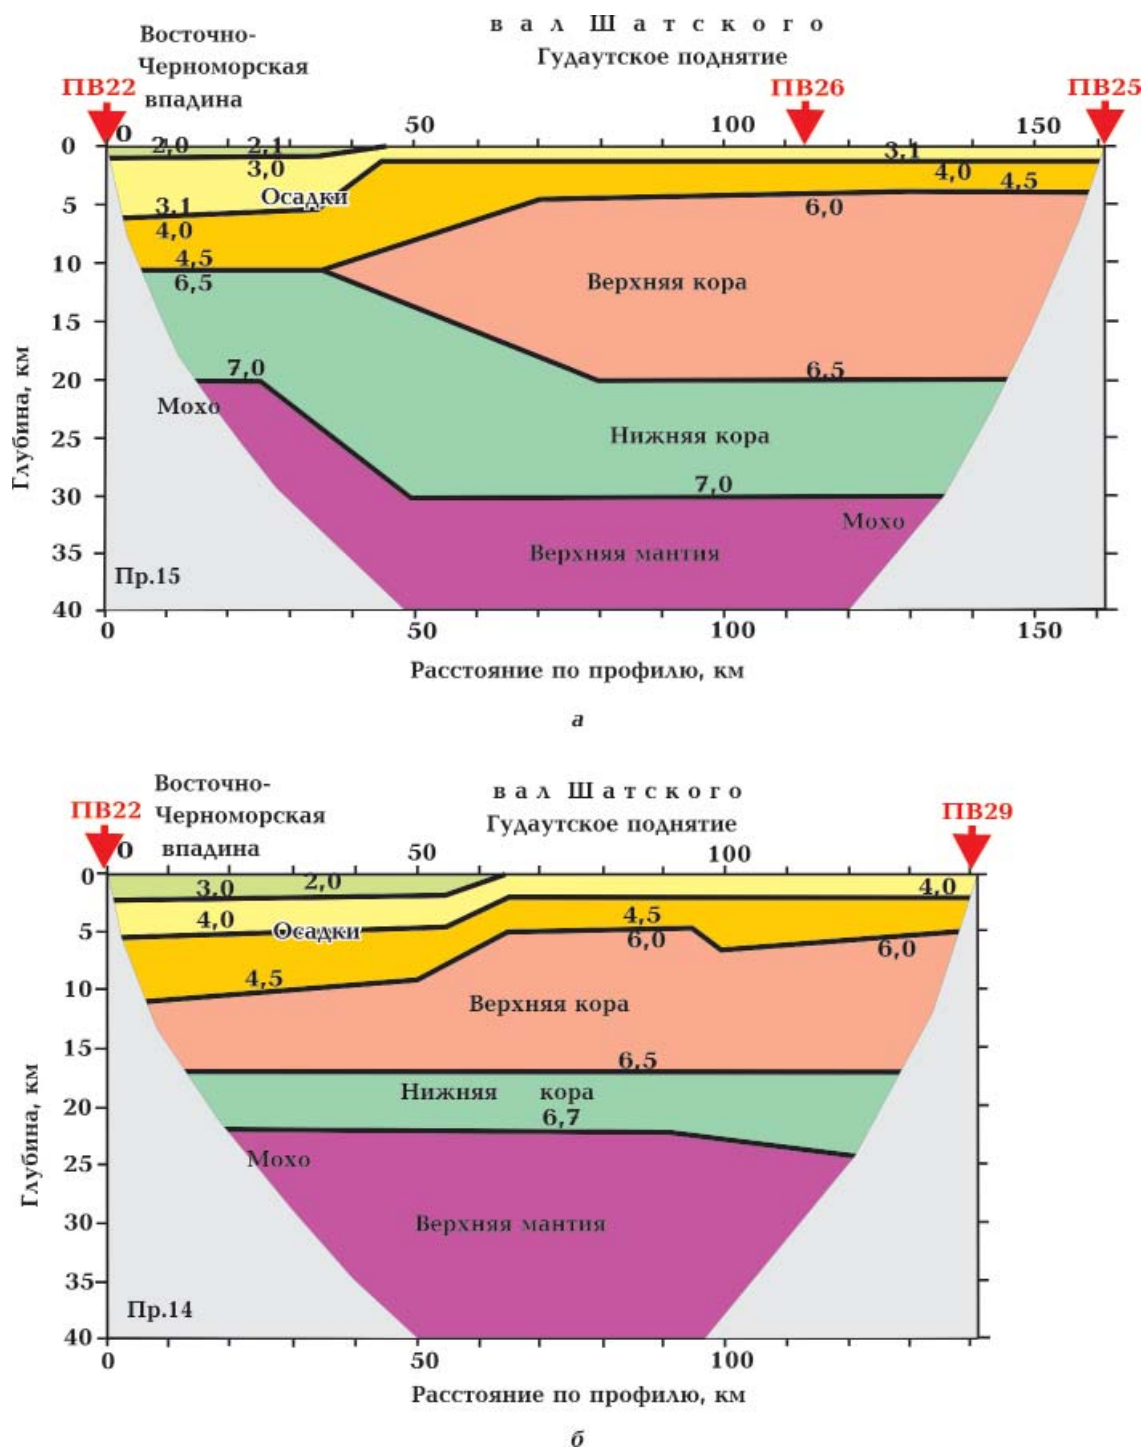 Восточно-
Черноморская
впадина
вал Шатского
Гудаутское поднятие
ПВ22
ПВ26
ПВ25
0
50
100
150
0
5
10
15
20
25
30
35
40
Глубина, км
2,0
2,1
3,0
Осадки
3,1
4,0
4,5
6,5
7,0
Мохо
3,1
4,0
4,5
6,0
Верхняя кора
6,5
Нижняя кора
7,0
Мохо
Верхняя мантия
Пр.15
0
50
100
150
Расстояние по профилю, км
а
Восточно-
Черноморская
впадина
вал Шатского
Гудаутское поднятие
ПВ22
ПВ29
0
50
100
0
5
10
15
20
25
30
35
40
Глубина, км
3,0
2,0
4,0
4,0
Осадки
4,5
4,5
6,0
6,0
Верхняя кора
6,5
Нижняя кора
6,7
Мохо
Верхняя мантия
Пр.14
0
50
100
Расстояние по профилю, км
б